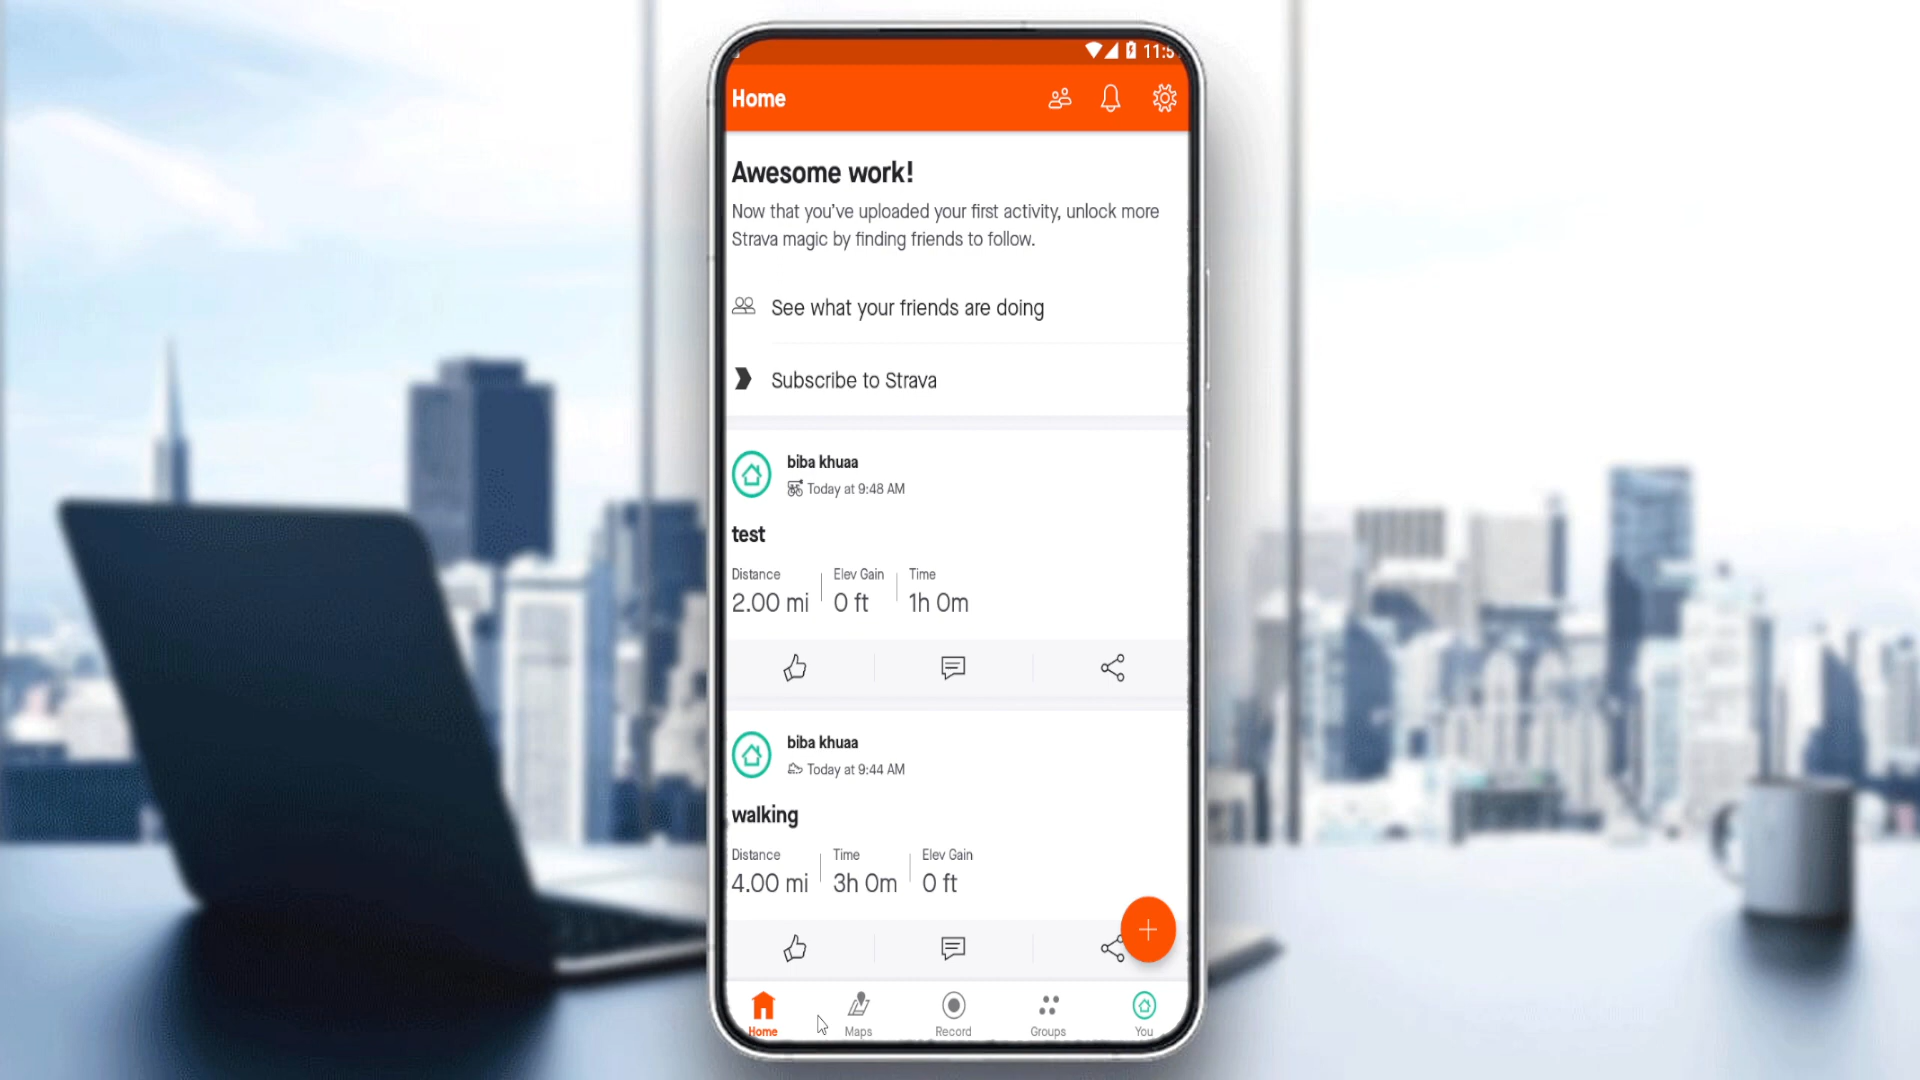 11:5
Home
Awesome work!
Now that you've uploaded your first activity, unlock more
Strava magic by finding friends to follow.
See what your friends are doing
Subscribe to Strava
biba khuaa
Today at 9:48 AM
test
Distance Elev Gain Time
2.00 mi 0 ft 1h 0m
biba khuaa
Today at 9:44 AM
walking
Distance Time Elev Gain
4.00 mi 3h 0m 0 ft
Home Maps Record Groups You